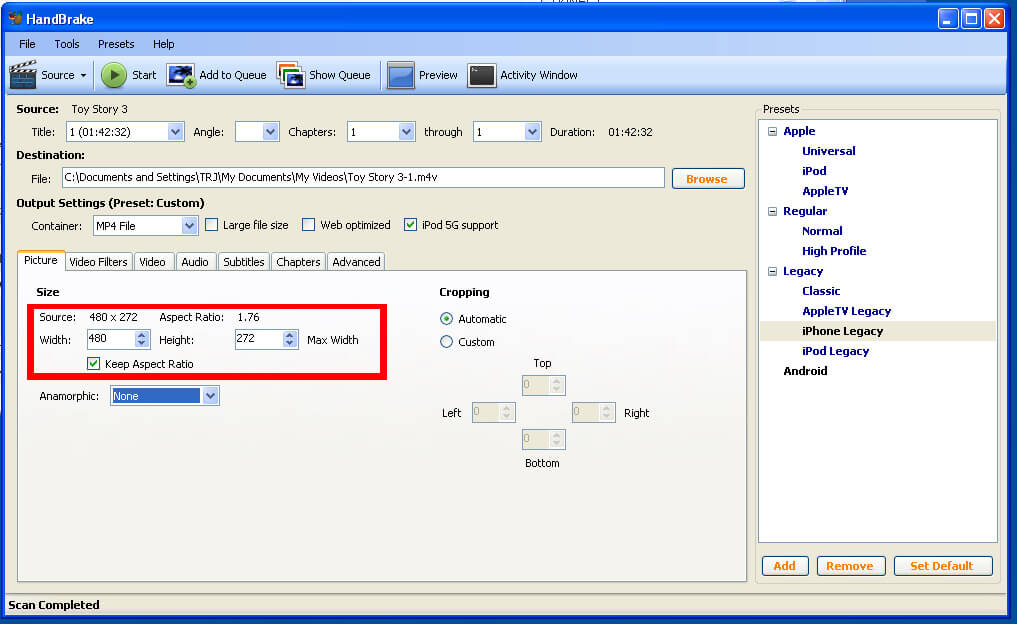 HandBrake
File Tools Presets Help
Source Start Add to Queue Show Queue Preview Activity Window
Source: Toy Story 3
Title: 1 (01:42:32) Angle: Chapters: 1 through 1 Duration: 01:42:32
Destination:
File: C:\Documents and Settings\TRJ\My Documents\My Videos\Toy Story 3-1.m4v Browse
Output Settings (Preset: Custom)
Container: MP4 File Large file size Web optimized iPod 5G support
Picture Video Filters Video Audio Subtitles Chapters Advanced
Size
Source: 480 x 272 Aspect Ratio: 1.76
Width: 480 Height: 272 Max Width
Keep Aspect Ratio
Anamorphic: None
Cropping
Automatic
Custom
Top
0
Left 0 0 Right
0
Bottom
Presets
Apple
Universal
iPod
AppleTV
Regular
Normal
High Profile
Legacy
Classic
AppleTV Legacy
iPhone Legacy
iPod Legacy
Android
Add Remove Set Default
Scan Completed